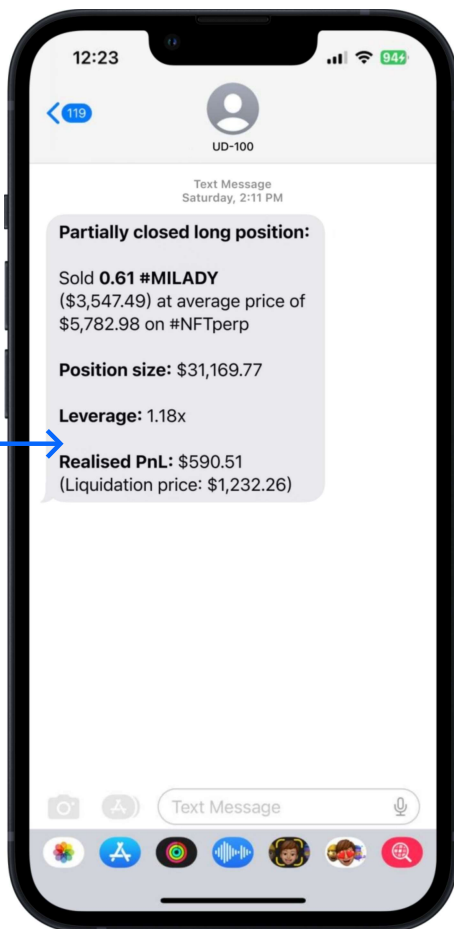 12:23
94
119
UD-100
Text Message
Saturday, 2:11 PM
Partially closed long position:
Sold 0.61 #MILADY
($3,547.49) at average price of
$5,782.98 on #NFTperp
Position size: $31,169.77
Leverage: 1.18x
Realised PnL: $590.51
(Liquidation price: $1,232.26)
Text Message